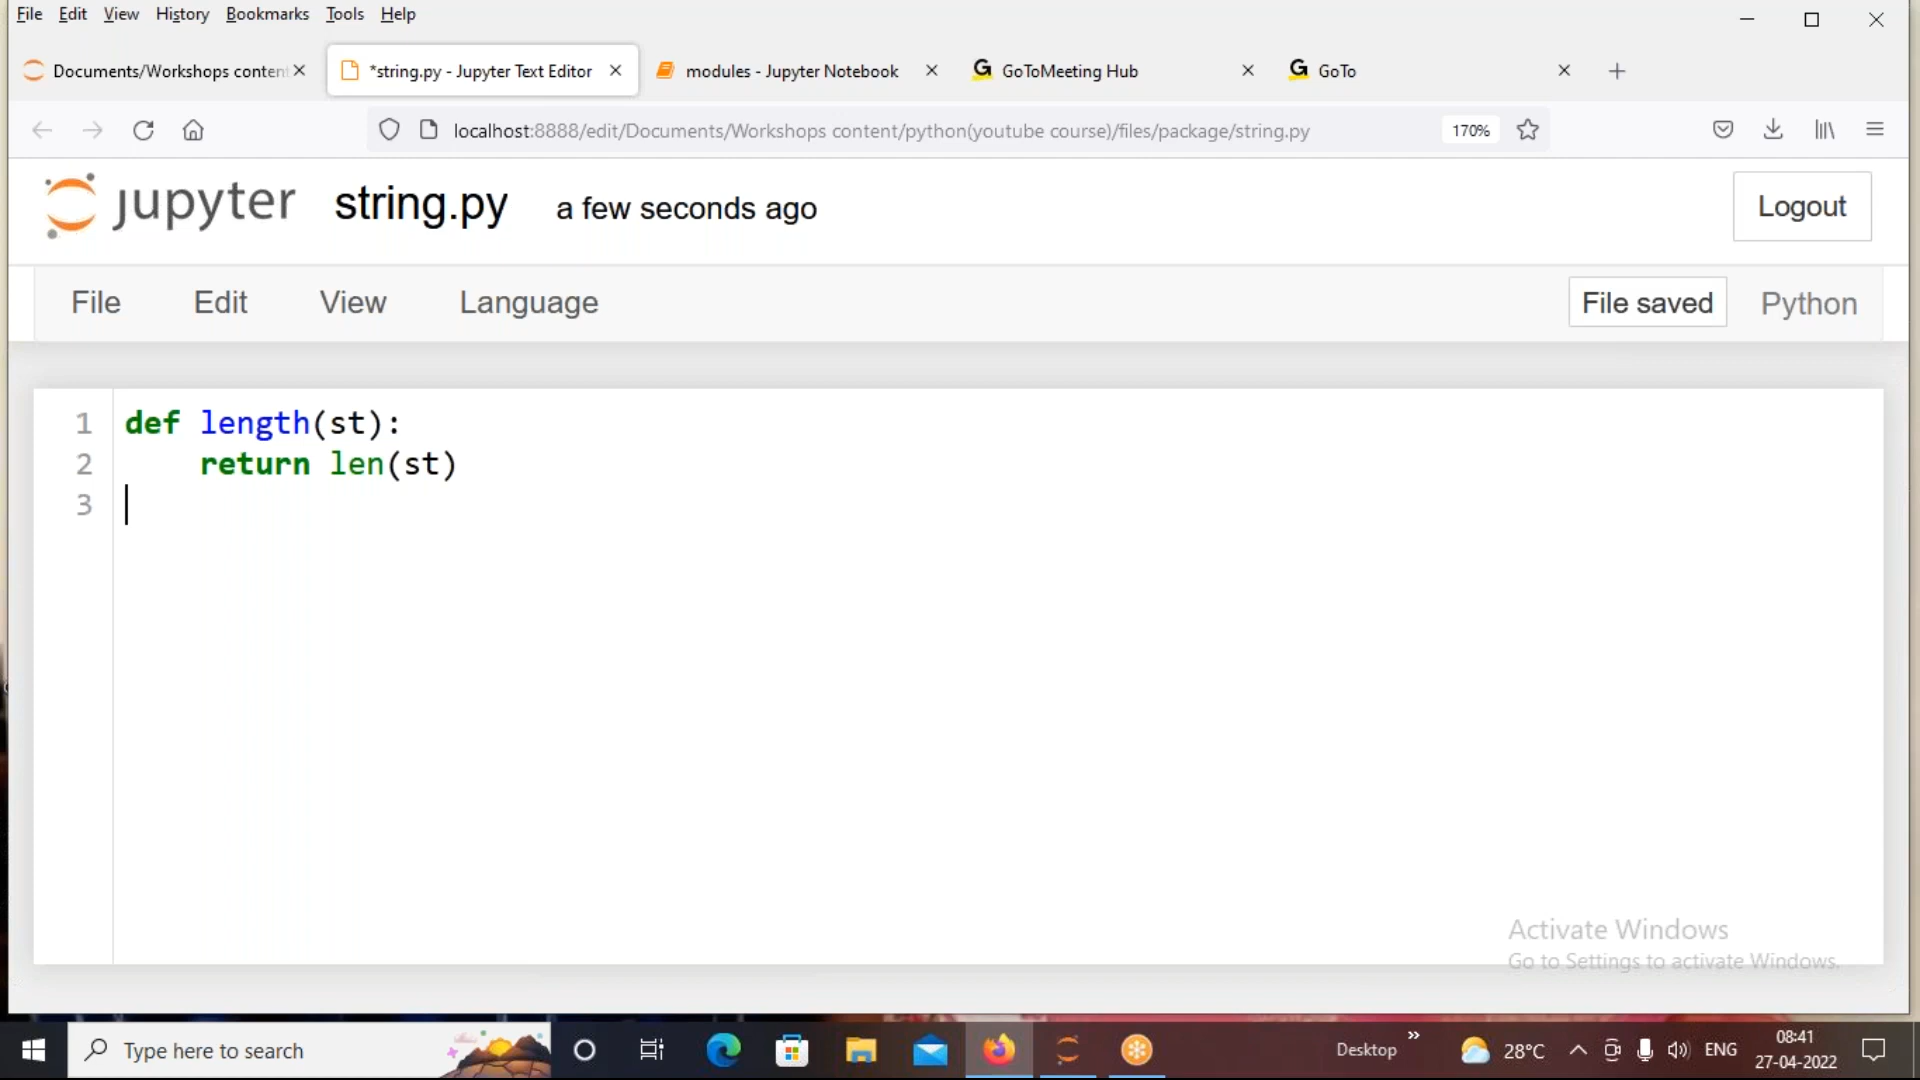 File Edit View History Bookmarks Tools Help
Documents/Workshops conten
*string.py - Jupyter Text Editor
modules - Jupyter Notebook
GoToMeeting Hub
GoTo
localhost:8888/edit/Documents/Workshops content/python(youtube course)/files/package/string.py
170%
jupyter string.py a few seconds ago
Logout
File Edit View Language
File saved Python
1 def length(st):
2 return len(st)
3
Activate Windows
Go to Settings to activate Windows.
Type here to search
Desktop
28°C
ENG
08:41
27-04-2022